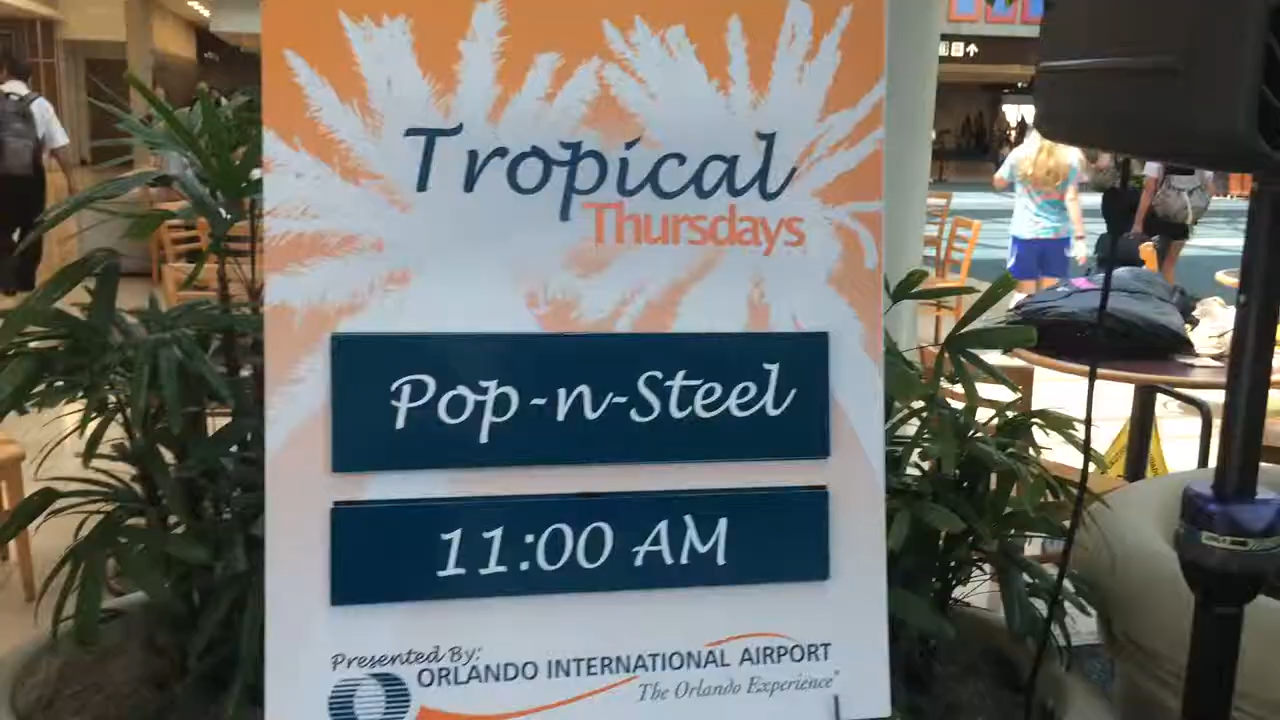 Tropical
Thursdays
Pop-n-Steel
11:00 AM
Presented By:
ORLANDO INTERNATIONAL AIRPORT
The Orlando Experience